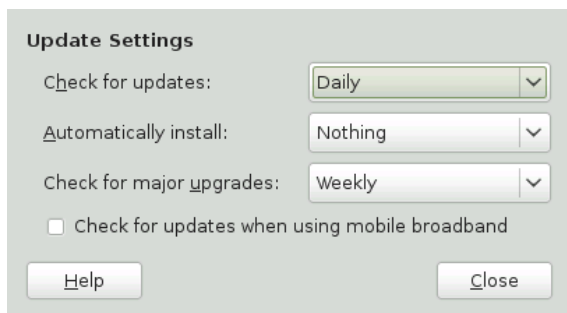 Update Settings
Check for updates: Daily
Automatically install: Nothing
Check for major upgrades: Weekly
Check for updates when using mobile broadband
Help Close